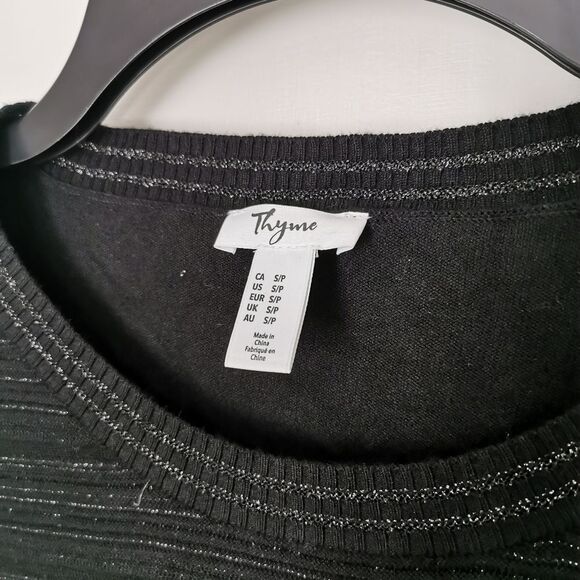 Thyme
CA S/P
US S/P
EUR S/P
UK S/P
AU S/P
Made in
China
Fabriqué en
Chine